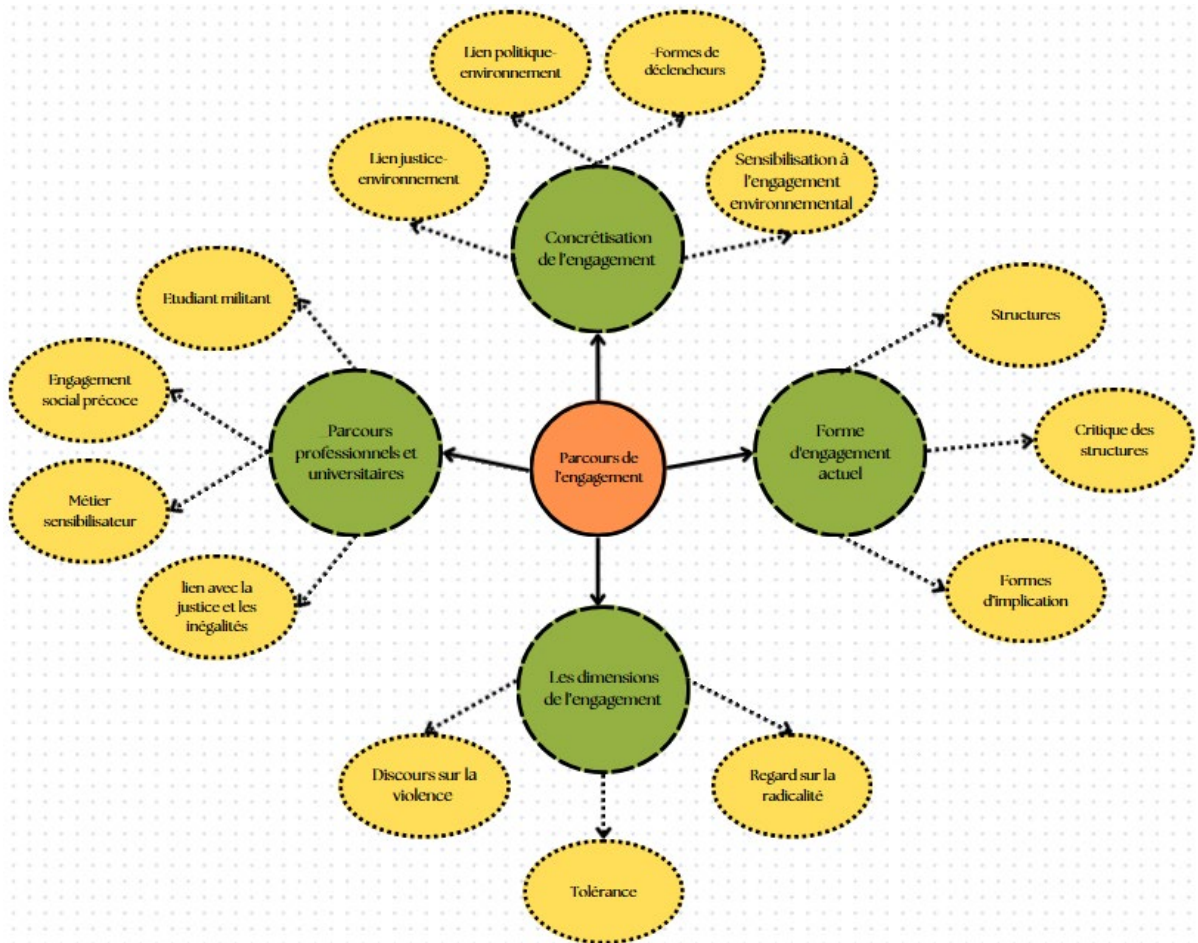 Lien politique-
environnement
-Formes de
déclencheurs
Lien justice-
environnement
Sensibilisation à
l'engagement
environnemental
Concrétisation
de l'engagement
Etudiant militant
Structures
Engagement
social précoce
Parcours
professionnels et
universitaires
Parcours de
l'engagement
Forme
d'engagement
actuel
Critique des
structures
Métier
sensibilisateur
lien avec la
justice et les
inégalités
Formes
d'implication
Les dimensions
de l'engagement
Discours sur la
violence
Regard sur la
radicalité
Tolérance